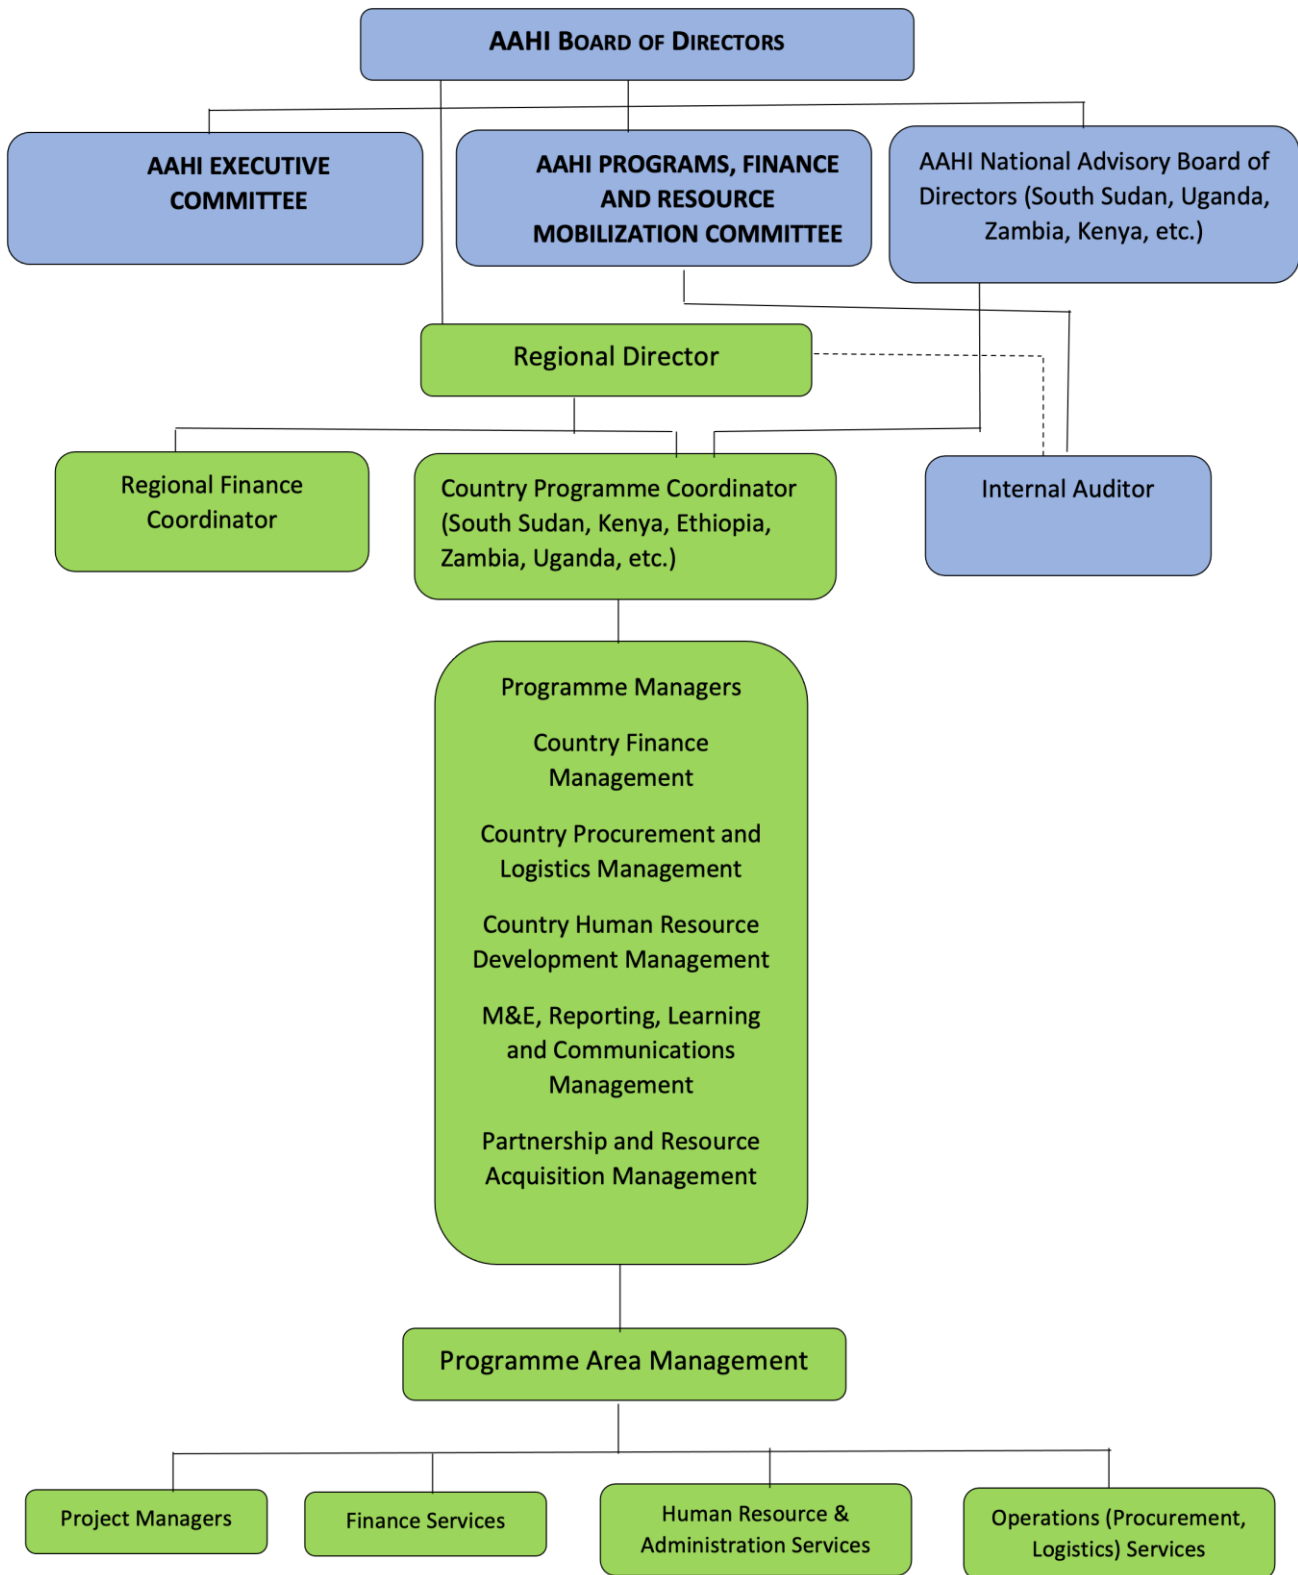 AAHI BOARD OF DIRECTORS
AAHI EXECUTIVE
COMMITTEE
AAHI PROGRAMS, FINANCE
AND RESOURCE
MOBILIZATION COMMITTEE
AAHI National Advisory Board of
Directors (South Sudan, Uganda,
Zambia, Kenya, etc.)
Regional Director
Regional Finance
Coordinator
Country Programme Coordinator
(South Sudan, Kenya, Ethiopia,
Zambia, Uganda, etc.)
Internal Auditor
Programme Managers
Country Finance
Management
Country Procurement and
Logistics Management
Country Human Resource
Development Management
M&E, Reporting, Learning
and Communications
Management
Partnership and Resource
Acquisition Management
Programme Area Management
Project Managers
Finance Services
Human Resource &
Administration Services
Operations (Procurement,
Logistics) Services